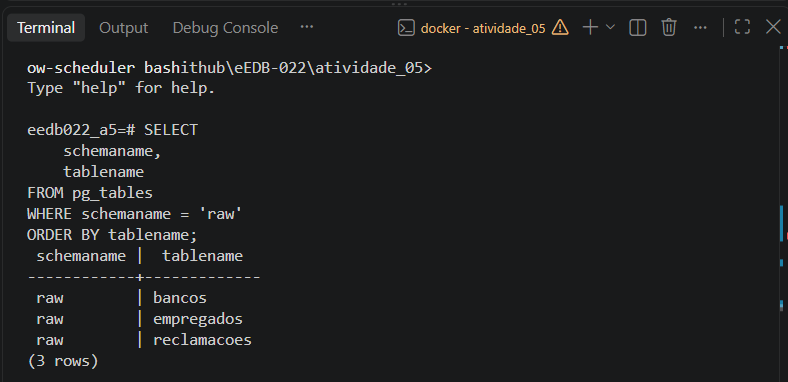 Terminal Output Debug Console ··· docker - atividade_05
ow-scheduler bashithub\eEDB-022\atividade_05>
Type "help" for help.
eedb022_a5=# SELECT
    schemaname,
    tablename
FROM pg_tables
WHERE schemaname = 'raw'
ORDER BY tablename;
 schemaname |  tablename
------------+-------------
 raw        | bancos
 raw        | empregados
 raw        | reclamacoes
(3 rows)